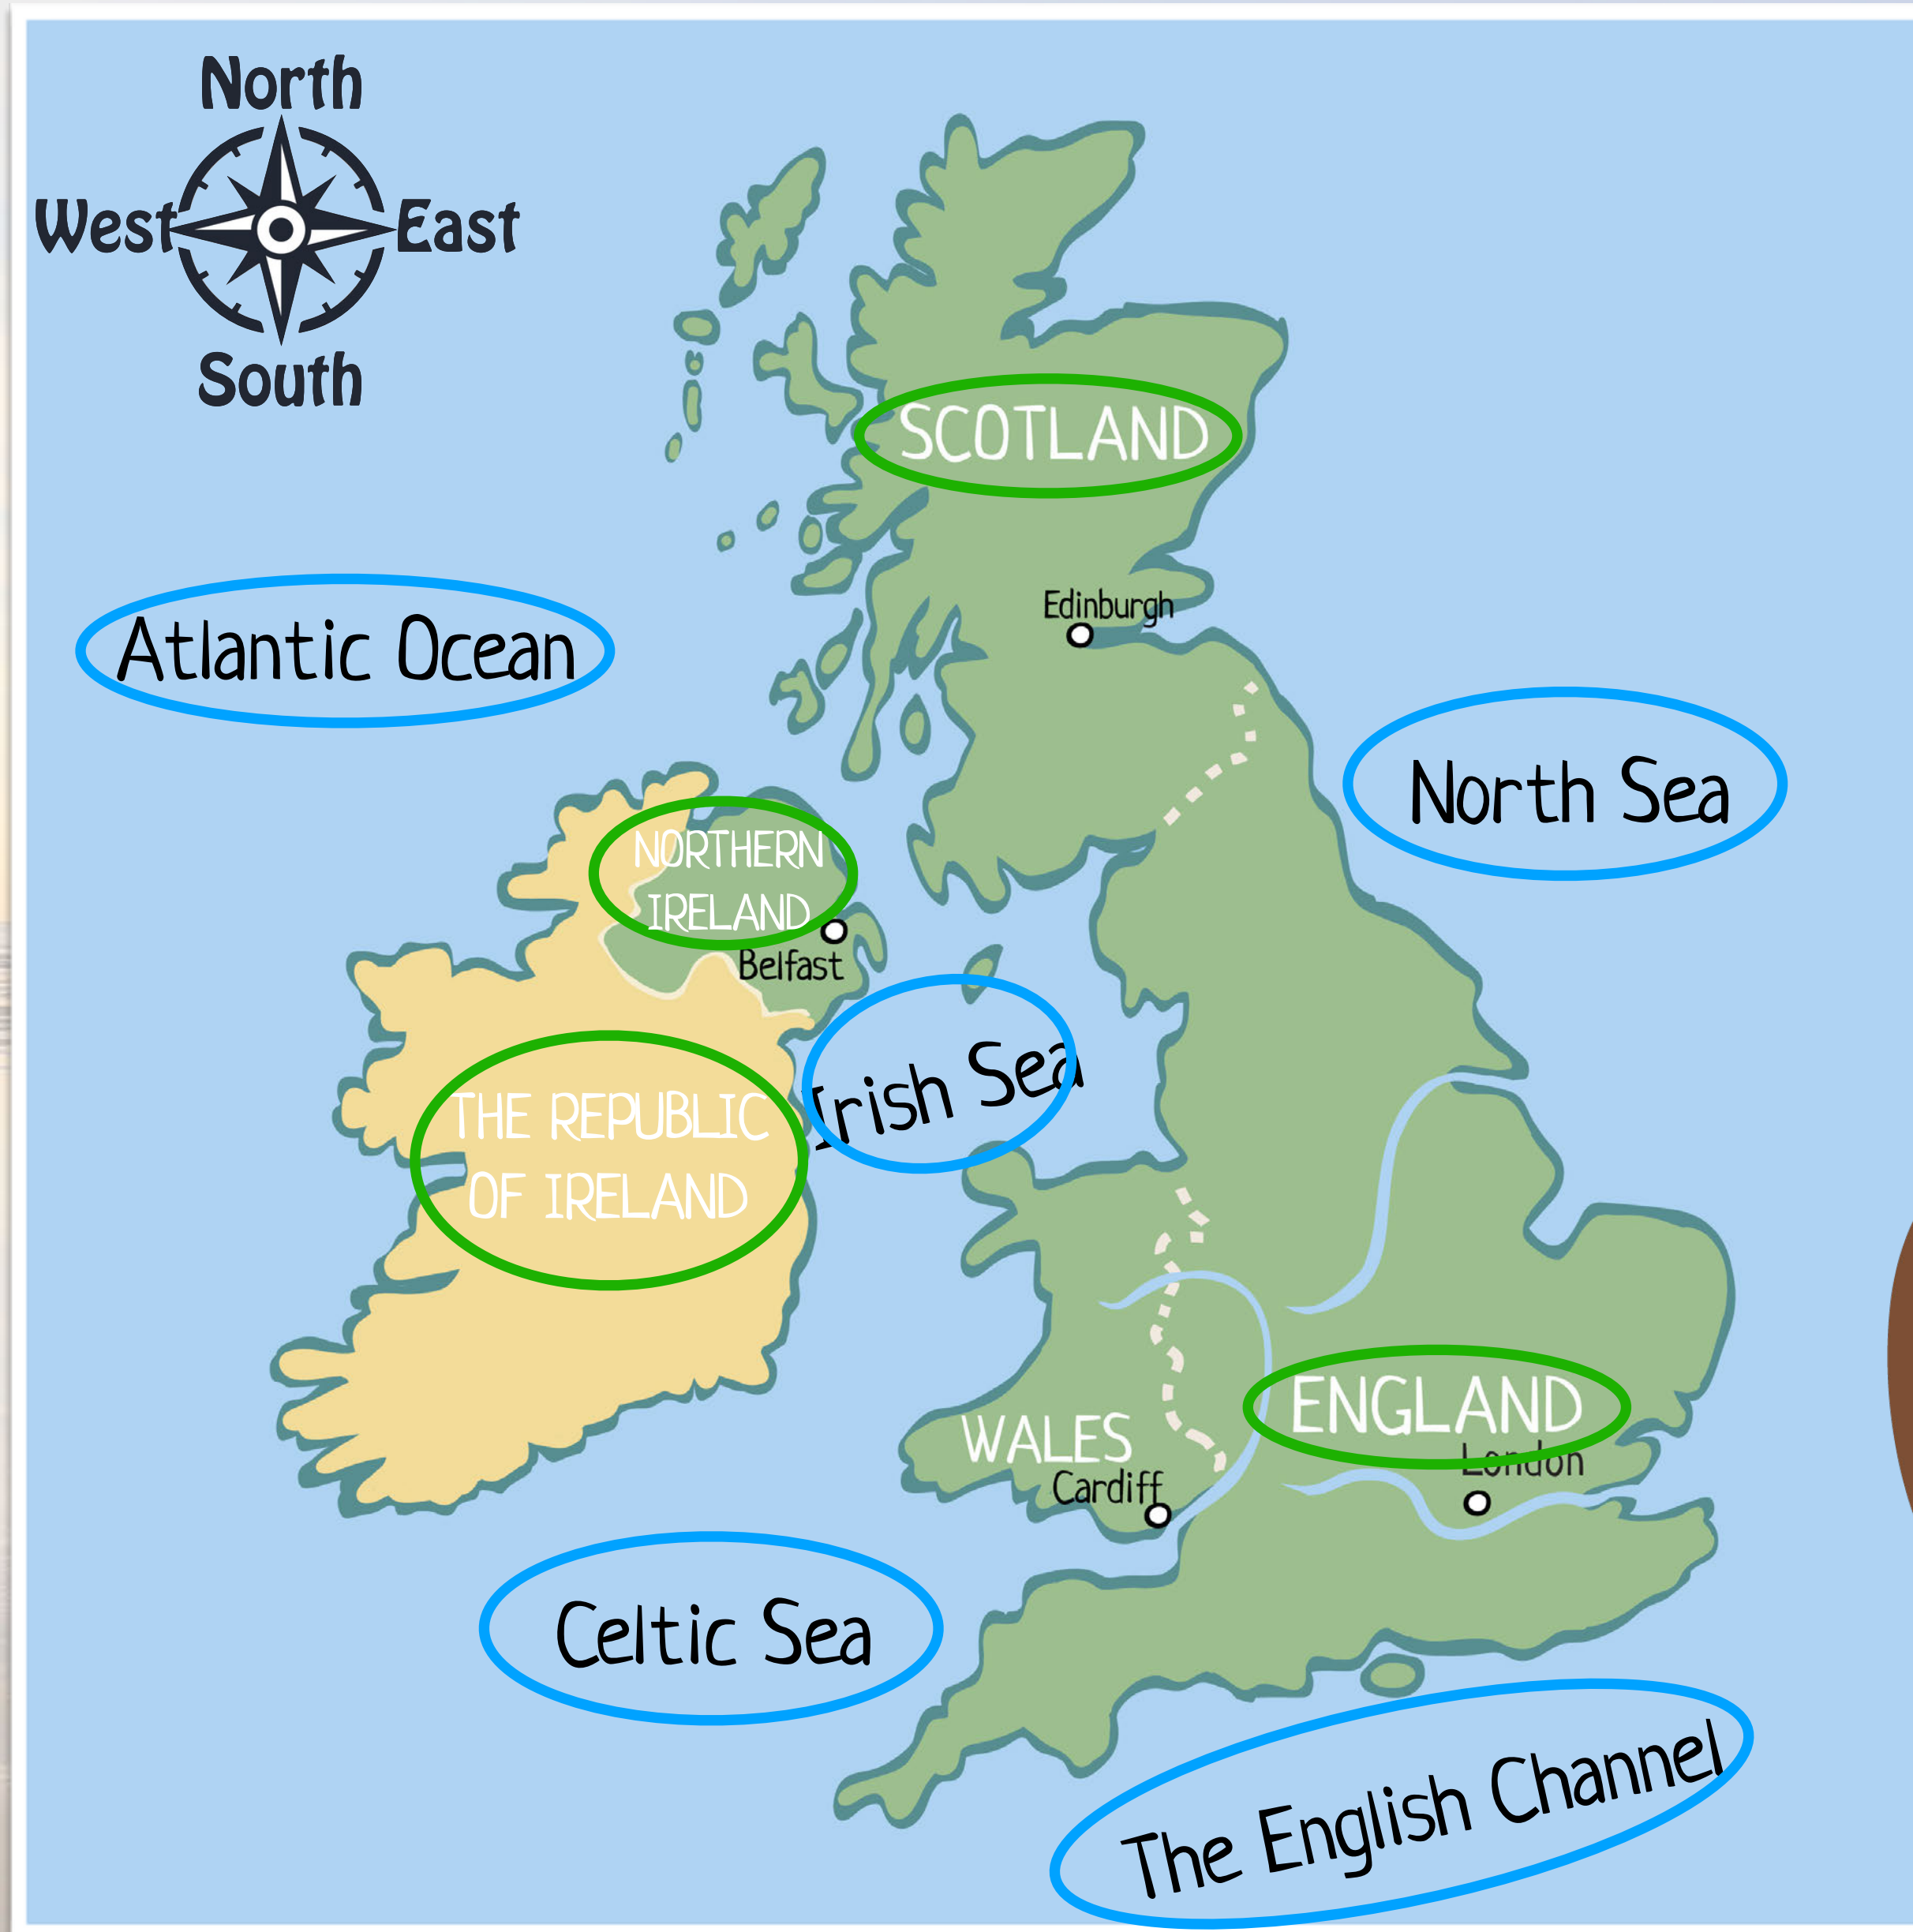 North
West East
South
SCOTLAND
Edinburgh
Atlantic Ocean
North Sea
NORTHERN
IRELAND
Belfast
Irish Sea
THE REPUBLIC
OF IRELAND
ENGLAND
London
WALES
Cardiff
Celtic Sea
The English Channel